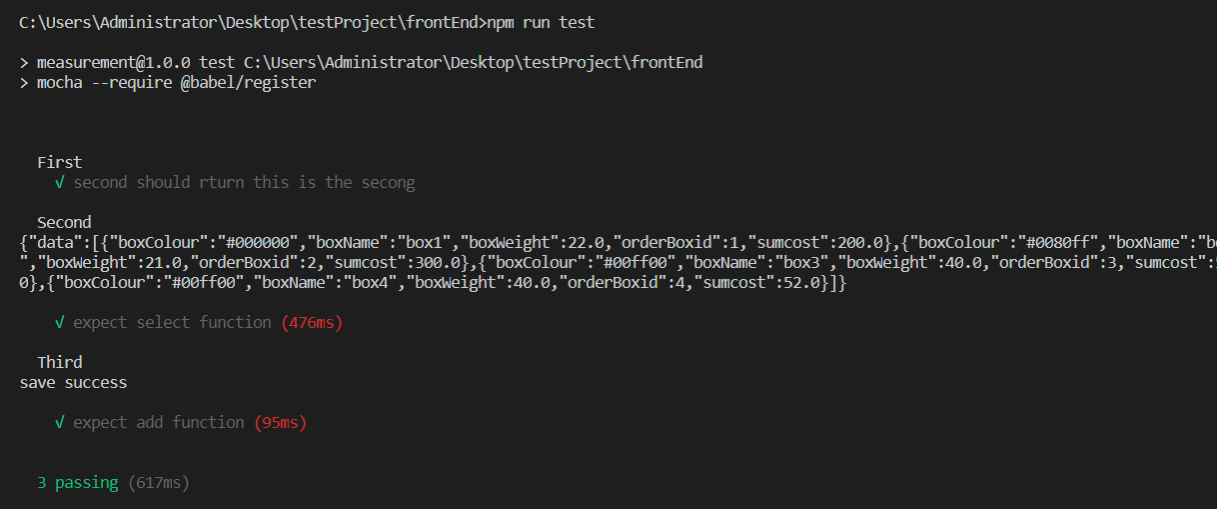 C:\Users\Administrator\Desktop\testProject\frontEnd>npm run test
> measurement@1.0.0 test C:\Users\Administrator\Desktop\testProject\frontEnd
> mocha --require @babel/register
First
√ second should rturn this is the secong
Second
{"data":[{"boxColour":"#000000","boxName":"box1","boxWeight":22.0,"orderBoxid":1,"sumcost":200.0},{"boxColour":"#0080ff","boxName":"b
","boxWeight":21.0,"orderBoxid":2,"sumcost":300.0},{"boxColour":"#00ff00","boxName":"box3","boxWeight":40.0,"orderBoxid":3,"sumcost":
0},{"boxColour":"#00ff00","boxName":"box4","boxWeight":40.0,"orderBoxid":4,"sumcost":52.0}]}
√ expect select function (476ms)
Third
save success
√ expect add function (95ms)
3 passing (617ms)